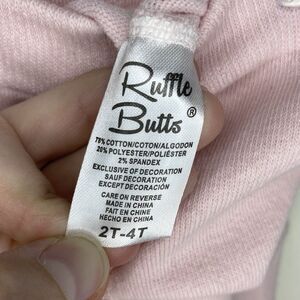 Ruffle
Butts®
78% COTTON/COTON/ALGODON
20% POLYESTER/POLIÉSTER
2% SPANDEX
EXCLUSIVE OF DECORATION
SAUF DECORATION
EXCEPT DECORACIÓN
CARE ON REVERSE
MADE IN CHINA
FAIT EN CHINE
HECHO EN CHINA
2T-4T